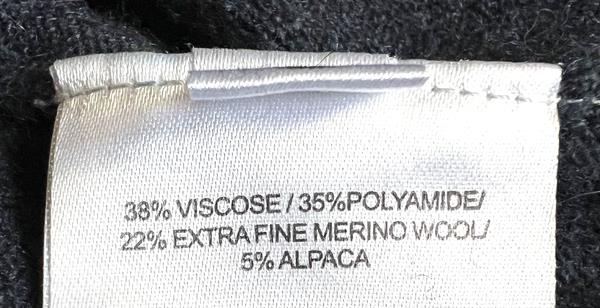 38% VISCOSE / 35%POLYAMIDE/
22% EXTRA FINE MERINO WOOL/
5% ALPACA